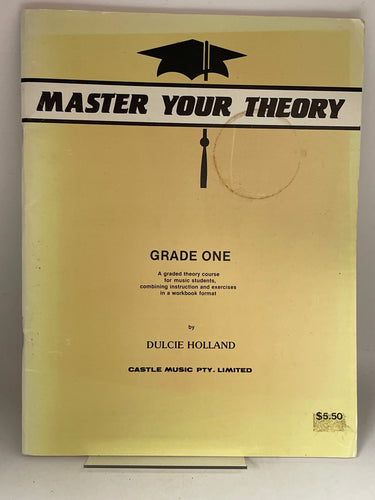 MASTER YOUR THEORY
GRADE ONE
A graded theory course
for music students,
combining instruction and exercises
in a workbook format
by
DULCIE HOLLAND
CASTLE MUSIC PTY. LIMITED
$5.50